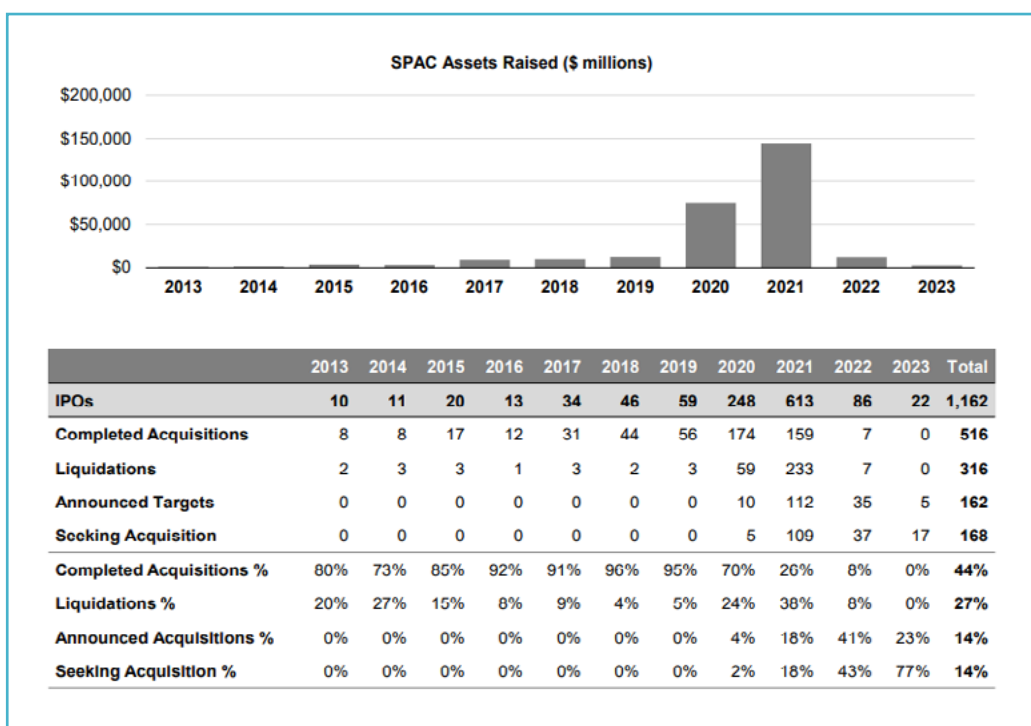 SPAC Assets Raised ($ millions)
$200,000
$150,000
$100,000
$50,000
$0
2013 2014 2015 2016 2017 2018 2019 2020 2021 2022 2023
2013 2014 2015 2016 2017 2018 2019 2020 2021 2022 2023 Total
IPOs 10 11 20 13 34 46 59 248 613 86 22 1,162
Completed Acquisitions 8 8 17 12 31 44 56 174 159 7 0 516
Liquidations 2 3 3 1 3 2 3 59 233 7 0 316
Announced Targets 0 0 0 0 0 0 0 10 112 35 5 162
Seeking Acquisition 0 0 0 0 0 0 0 5 109 37 17 168
Completed Acquisitions % 80% 73% 85% 92% 91% 96% 95% 70% 26% 8% 0% 44%
Liquidations % 20% 27% 15% 8% 9% 4% 5% 24% 38% 8% 0% 27%
Announced Acquisitions % 0% 0% 0% 0% 0% 0% 0% 4% 18% 41% 23% 14%
Seeking Acquisition % 0% 0% 0% 0% 0% 0% 0% 2% 18% 43% 77% 14%